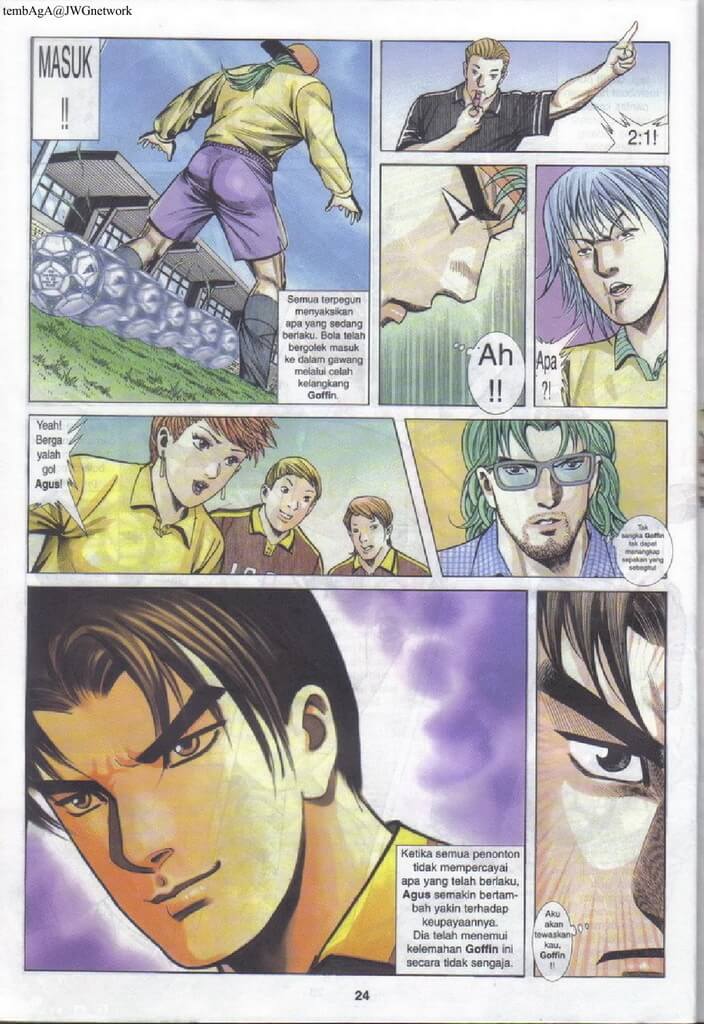 tembAgA@JWGnetwork
MASUK
!!
2:1!
Semua terpegun
menyaksikan
apa yang sedang
berlaku. Bola telah
bergolek masuk
ke dalam gawang
melalui celah
kelangkang
Goffin.
Ah
!!
Apa
?!
Yeah!
Berga
yalah
gol
Agus!
Tak
sangka Goffin
tak dapat
menangkap
sepakan yang
sebegitu!
Ketika semua penonton
tidak mempercayai
apa yang telah berlaku,
Agus semakin bertam-
bah yakin terhadap
keupayaannya.
Dia telah menemui
kelemahan Goffin ini
secara tidak sengaja.
Aku
akan
tewaskan
kau,
Goffin
!!
24